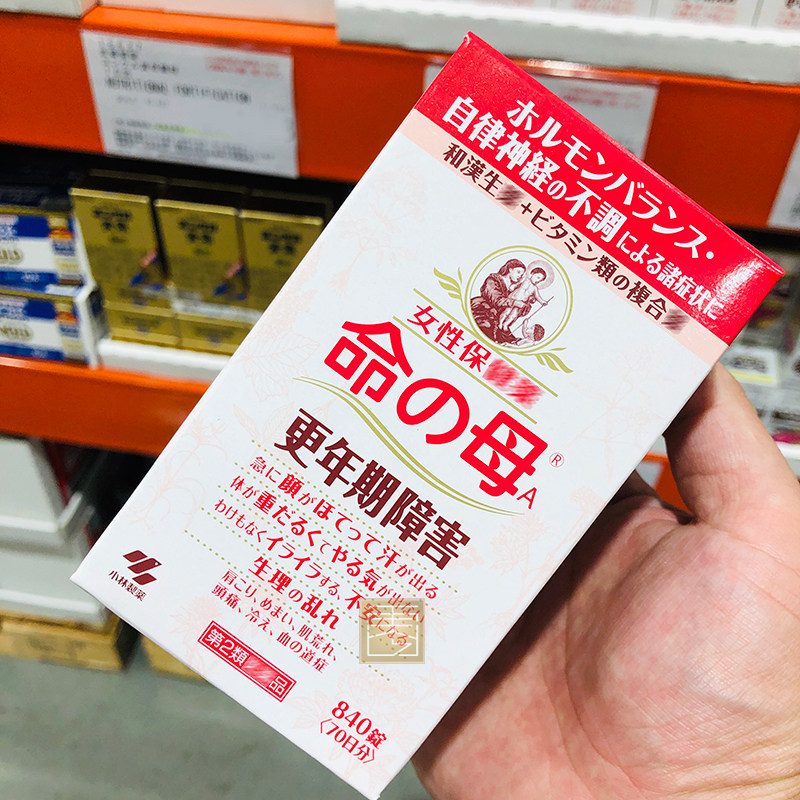 ホルモンバランス・
自律神経の不調による諸症状に
和漢生+ビタミン類の複合
女性保
命の母A®
更年期障害
急に顔がほてって汗が出る
体が重だるくてやる気が出ない
わけもなくイライラする、不安になる
生理の乱れ
肩こり、めまい、肌荒れ、
頭痛、冷え、血の道症
小林製薬
第2類 品
840錠
〈70日分〉